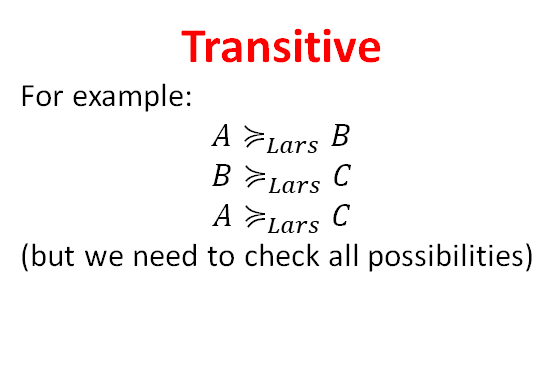 Transitive
For example:
A ≽Lars B
B ≽Lars C
A ≽Lars C
(but we need to check all possibilities)